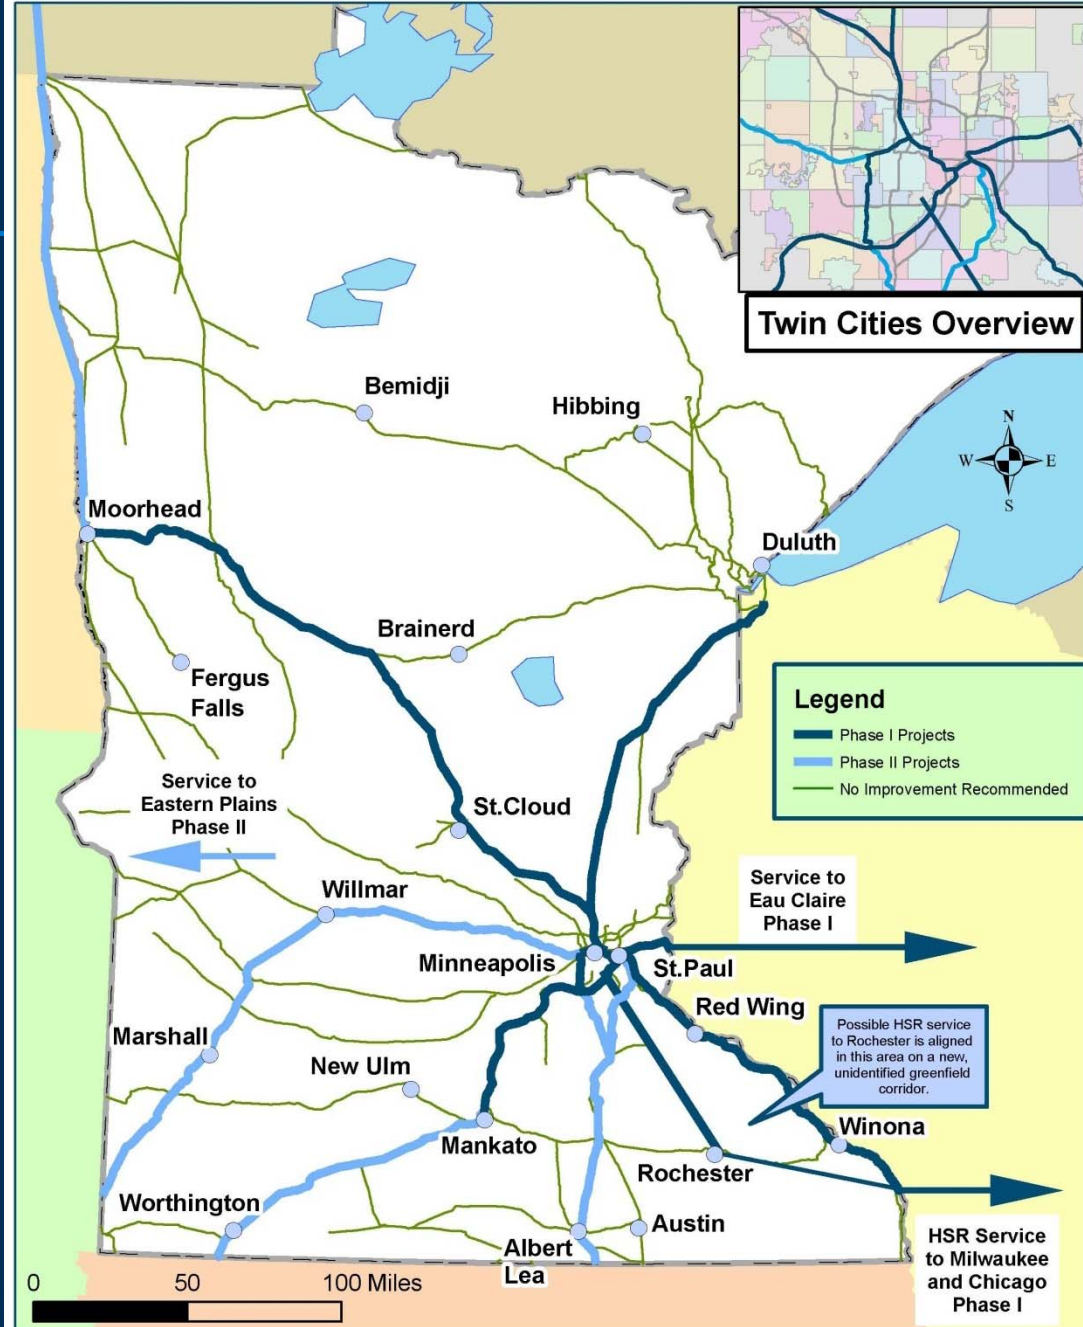 Twin Cities Overview
Bemidji
Hibbing
N
W
E
S
Moorhead
Duluth
Brainerd
Fergus
Falls
Legend
Phase I Projects
Phase II Projects
No Improvement Recommended
Service to
Eastern Plains
Phase II
St.Cloud
Service to
Eau Claire
Phase I
Willmar
Minneapolis
St.Paul
Red Wing
Possible HSR service
to Rochester is aligned
in this area on a new,
unidentified greenfield
corridor.
Marshall
New Ulm
Mankato
Winona
Rochester
Worthington
Austin
Albert
Lea
HSR Service
to Milwaukee
and Chicago
Phase I
0
50
100 Miles